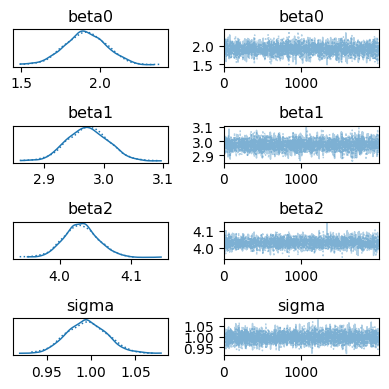 beta0 beta0
2.0
1.5
1.5 2.0 0 1000
beta1 beta1
3.1
3.0
2.9
2.9 3.0 3.1 0 1000
beta2 beta2
4.1
4.0
4.0 4.1 0 1000
sigma sigma
1.05
1.00
0.95
0.95 1.00 1.05 0 1000